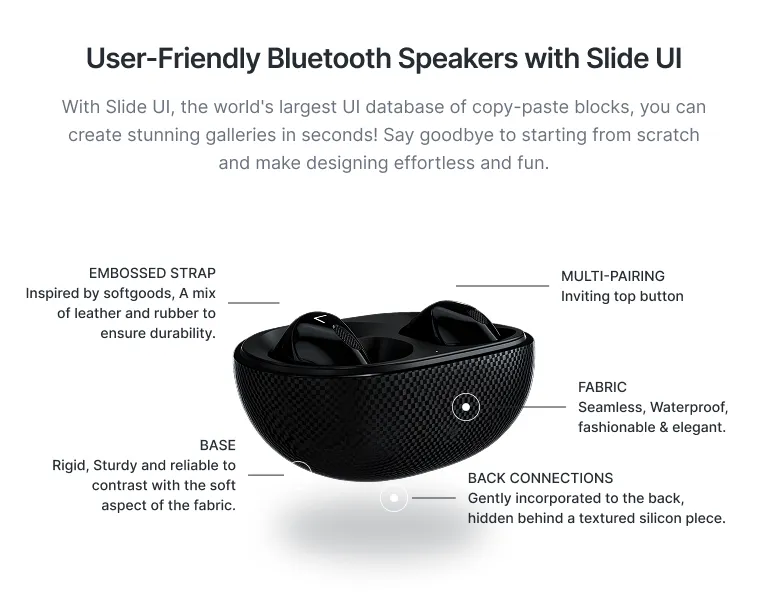 User-Friendly Bluetooth Speakers with Slide UI
With Slide UI, the world's largest UI database of copy-paste blocks, you can
create stunning galleries in seconds! Say goodbye to starting from scratch
and make designing effortless and fun.
EMBOSSED STRAP
Inspired by softgoods, A mix
of leather and rubber to
ensure durability.
MULTI-PAIRING
Inviting top button
FABRIC
Seamless, Waterproof,
fashionable & elegant.
BASE
Rigid, Sturdy and reliable to
contrast with the soft
aspect of the fabric.
BACK CONNECTIONS
Gently incorporated to the back,
hidden behind a textured silicon plece.